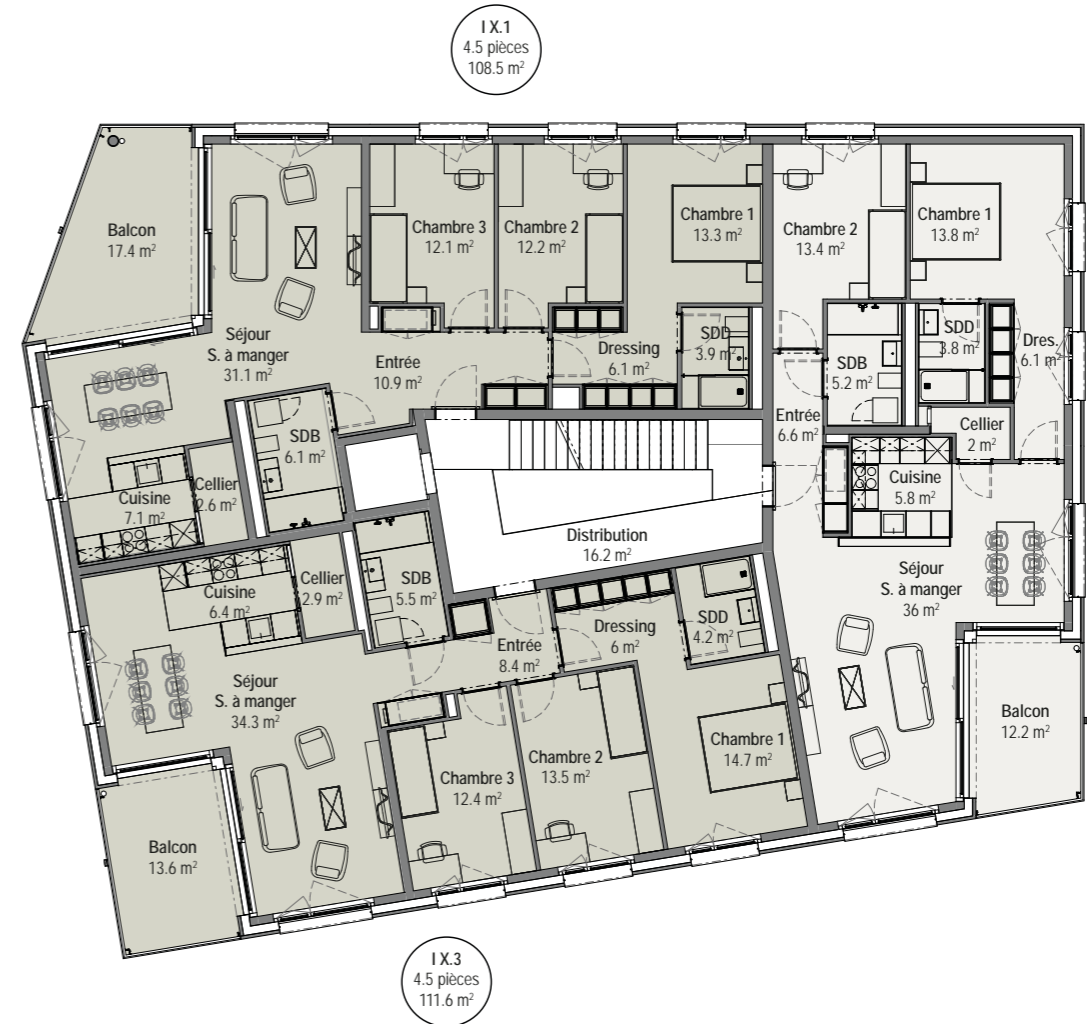 I X.1
4.5 pièces
108.5 m²
Balcon
17.4 m²
Séjour
S. à manger
31.1 m²
Chambre 3
12.1 m²
Chambre 2
12.2 m²
Chambre 1
13.3 m²
Chambre 2
13.4 m²
Chambre 1
13.8 m²
Entrée
10.9 m²
Dressing
6.1 m²
SDD
3.9 m²
SDB
5.2 m²
SDD
3.8 m²
Dres.
6.1 m²
Entrée
6.6 m²
Cellier
2 m²
SDB
6.1 m²
Cuisine
7.1 m²
Cellier
2.6 m²
Cuisine
5.8 m²
Distribution
16.2 m²
Séjour
S. à manger
36 m²
Cuisine
6.4 m²
Cellier
2.9 m²
SDB
5.5 m²
Entrée
8.4 m²
Dressing
6 m²
SDD
4.2 m²
Séjour
S. à manger
34.3 m²
Chambre 3
12.4 m²
Chambre 2
13.5 m²
Chambre 1
14.7 m²
Balcon
12.2 m²
Balcon
13.6 m²
I X.3
4.5 pièces
111.6 m²